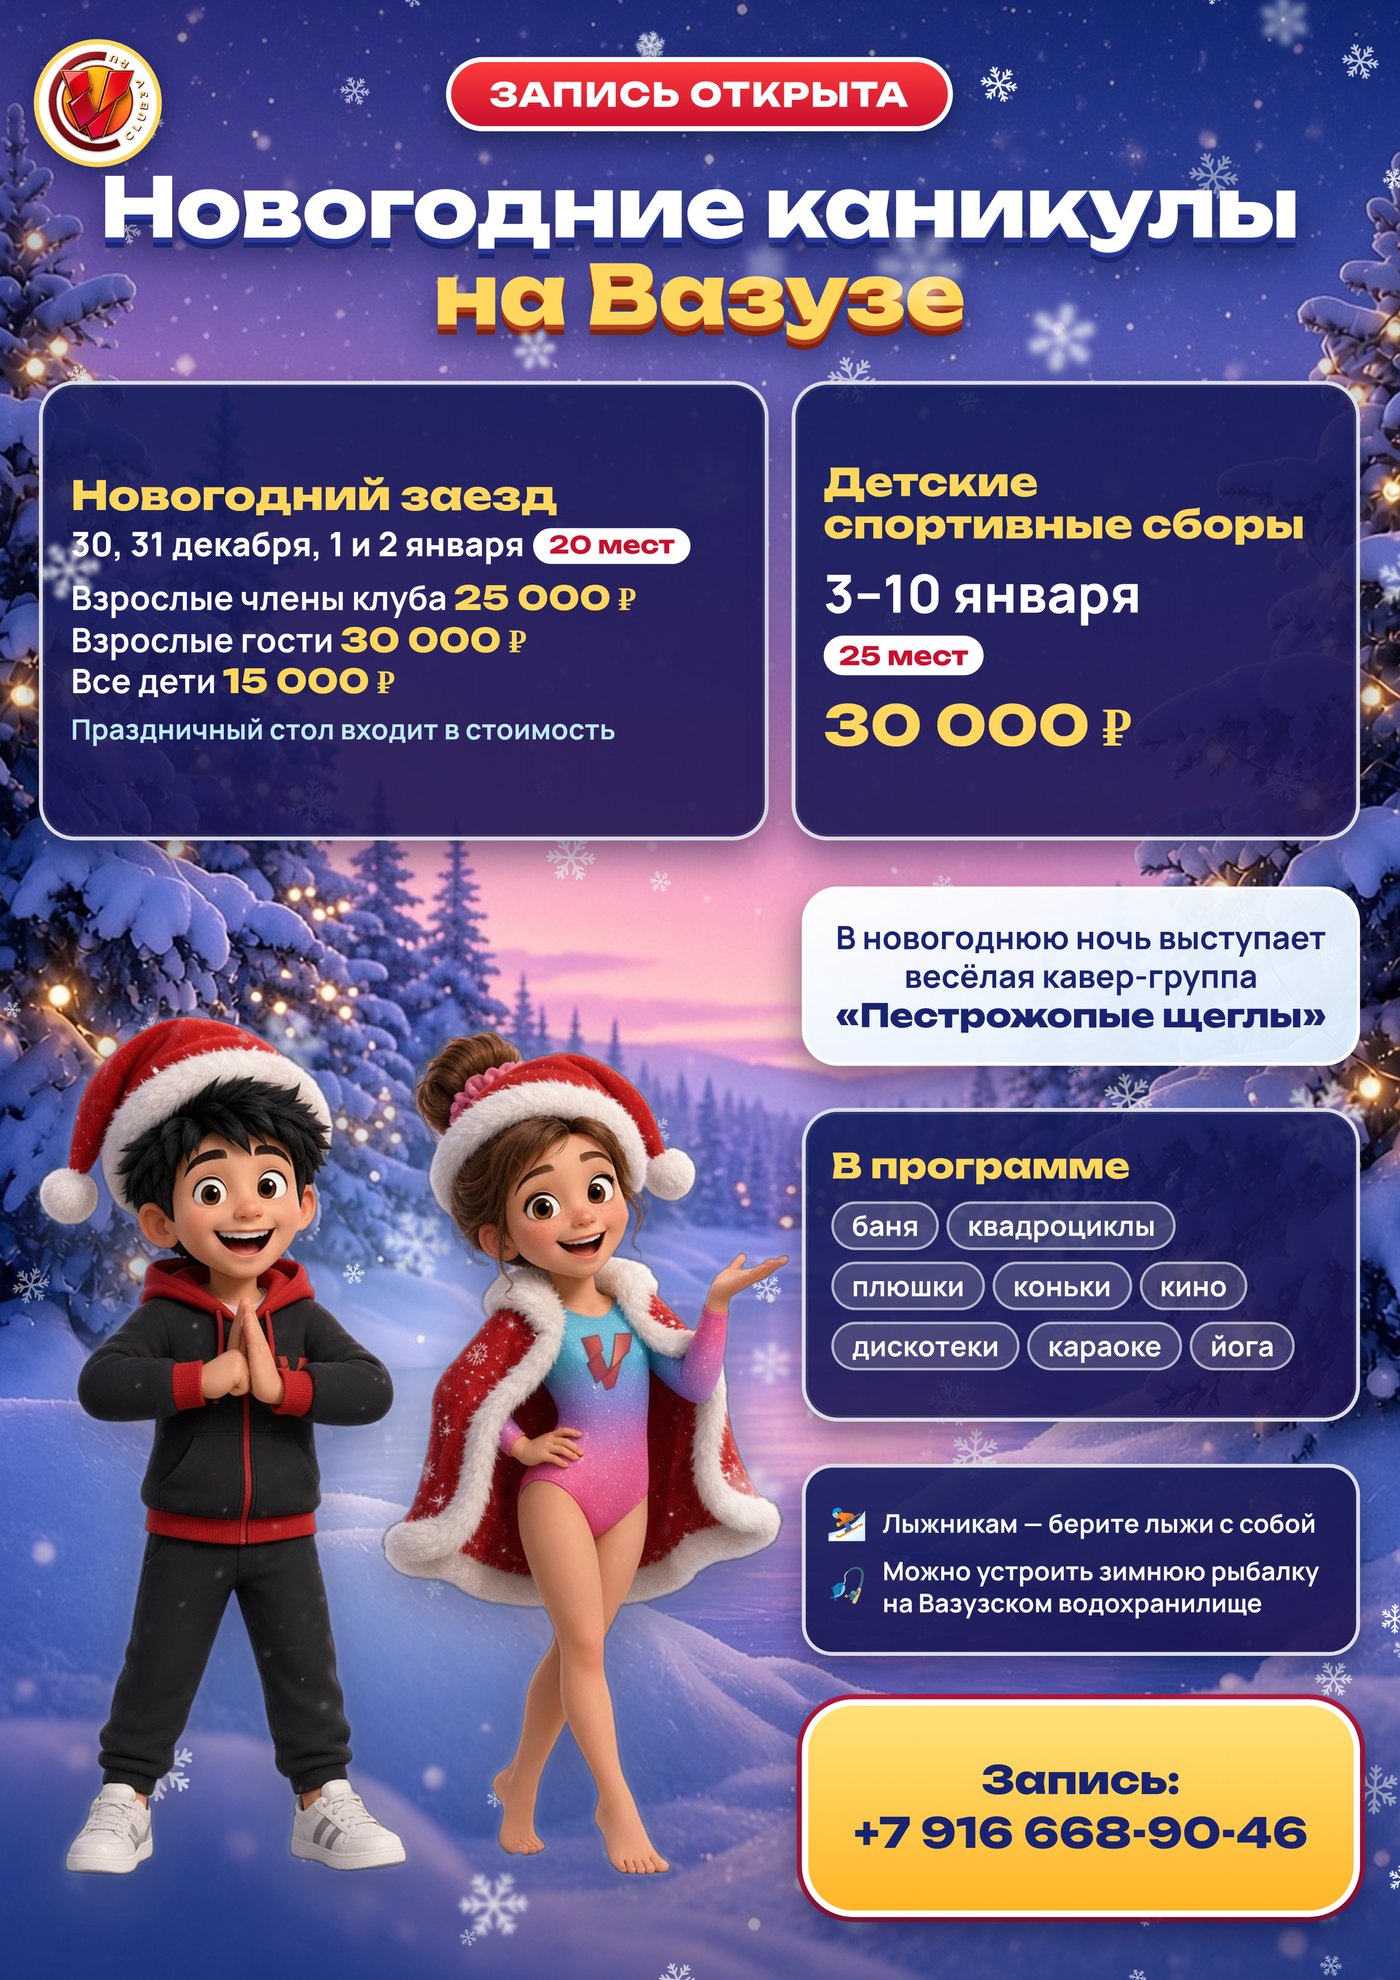 ЗАПИСЬ ОТКРЫТА
Новогодние каникулы
на Вазузе
Новогодний заезд
30, 31 декабря, 1 и 2 января 20 мест
Взрослые члены клуба 25 000 ₽
Взрослые гости 30 000 ₽
Все дети 15 000 ₽
Праздничный стол входит в стоимость
Детские
спортивные сборы
3–10 января
25 мест
30 000 ₽
В новогоднюю ночь выступает
весёлая кавер-группа
«Пестрожопые щеглы»
В программе
баня квадроциклы
плюшки коньки кино
дискотеки караоке йога
Лыжникам — берите лыжи с собой
Можно устроить зимнюю рыбалку
на Вазузском водохранилище
Запись:
+7 916 668-90-46